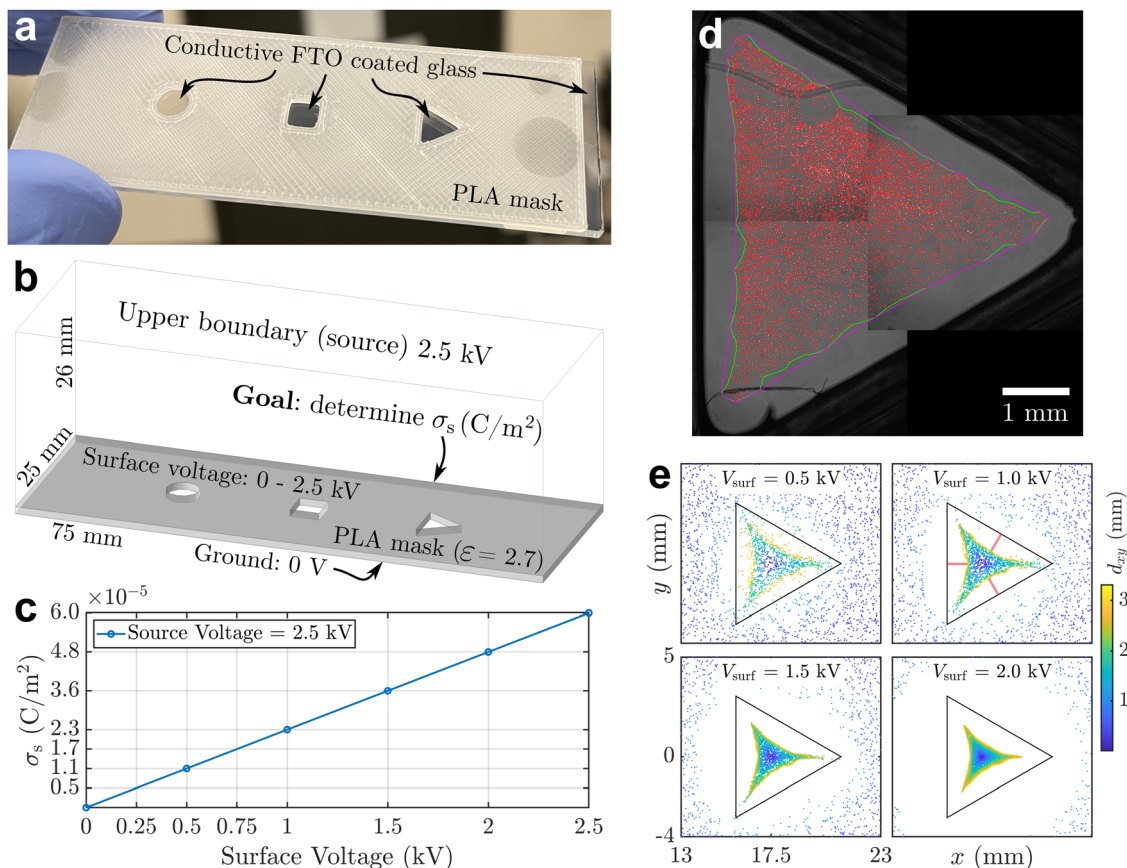 a
Conductive FTO coated glass
PLA mask
b
Upper boundary (source) 2.5 kV
26 mm
Goal: determine σs (C/m²)
25 mm
Surface voltage: 0 - 2.5 kV
PLA mask (ε= 2.7)
75 mm
Ground: 0 V
c
×10⁻⁵
6.0
Source Voltage = 2.5 kV
4.8
3.6
2.3
1.7
1.1
0.5
σs (C/m²)
0 0.25 0.5 0.75 1 1.5 2 2.5
Surface Voltage (kV)
d
1 mm
e
Vsurf = 0.5 kV
Vsurf = 1.0 kV
y (mm)
dxy (mm)
3
2
1
5
Vsurf = 1.5 kV
Vsurf = 2.0 kV
0
-4
13 17.5 23
x (mm)